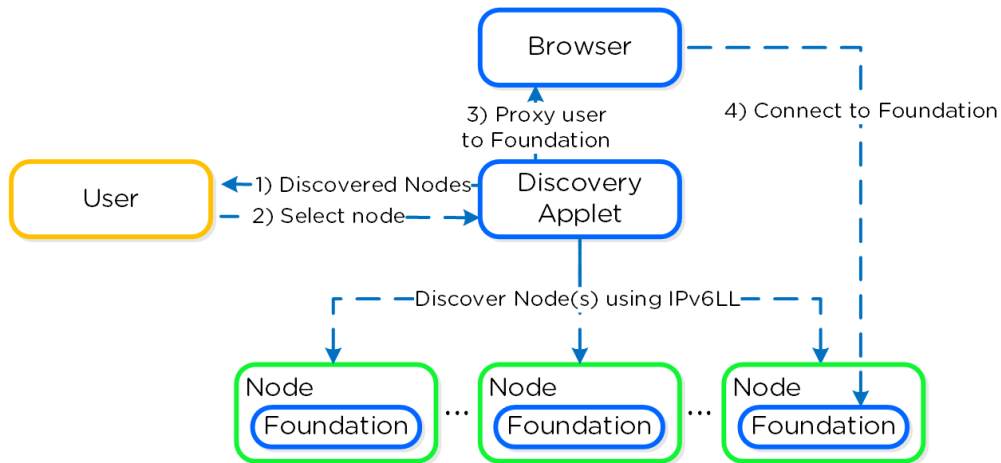 Browser
3) Proxy user
to Foundation
4) Connect to Foundation
User
1) Discovered Nodes
2) Select node
Discovery
Applet
Discover Node(s) using IPv6LL
Node
Foundation
...
Node
Foundation
...
Node
Foundation